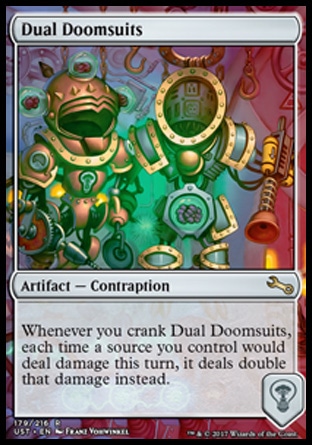 Dual Doomsuits
Artifact — Contraption
Whenever you crank Dual Doomsuits,
each time a source you control would
deal damage this turn, it deals double
that damage instead.
179/216 R
UST • EN Franz Vohwinkel
™ & © 2017 Wizards of the Coast